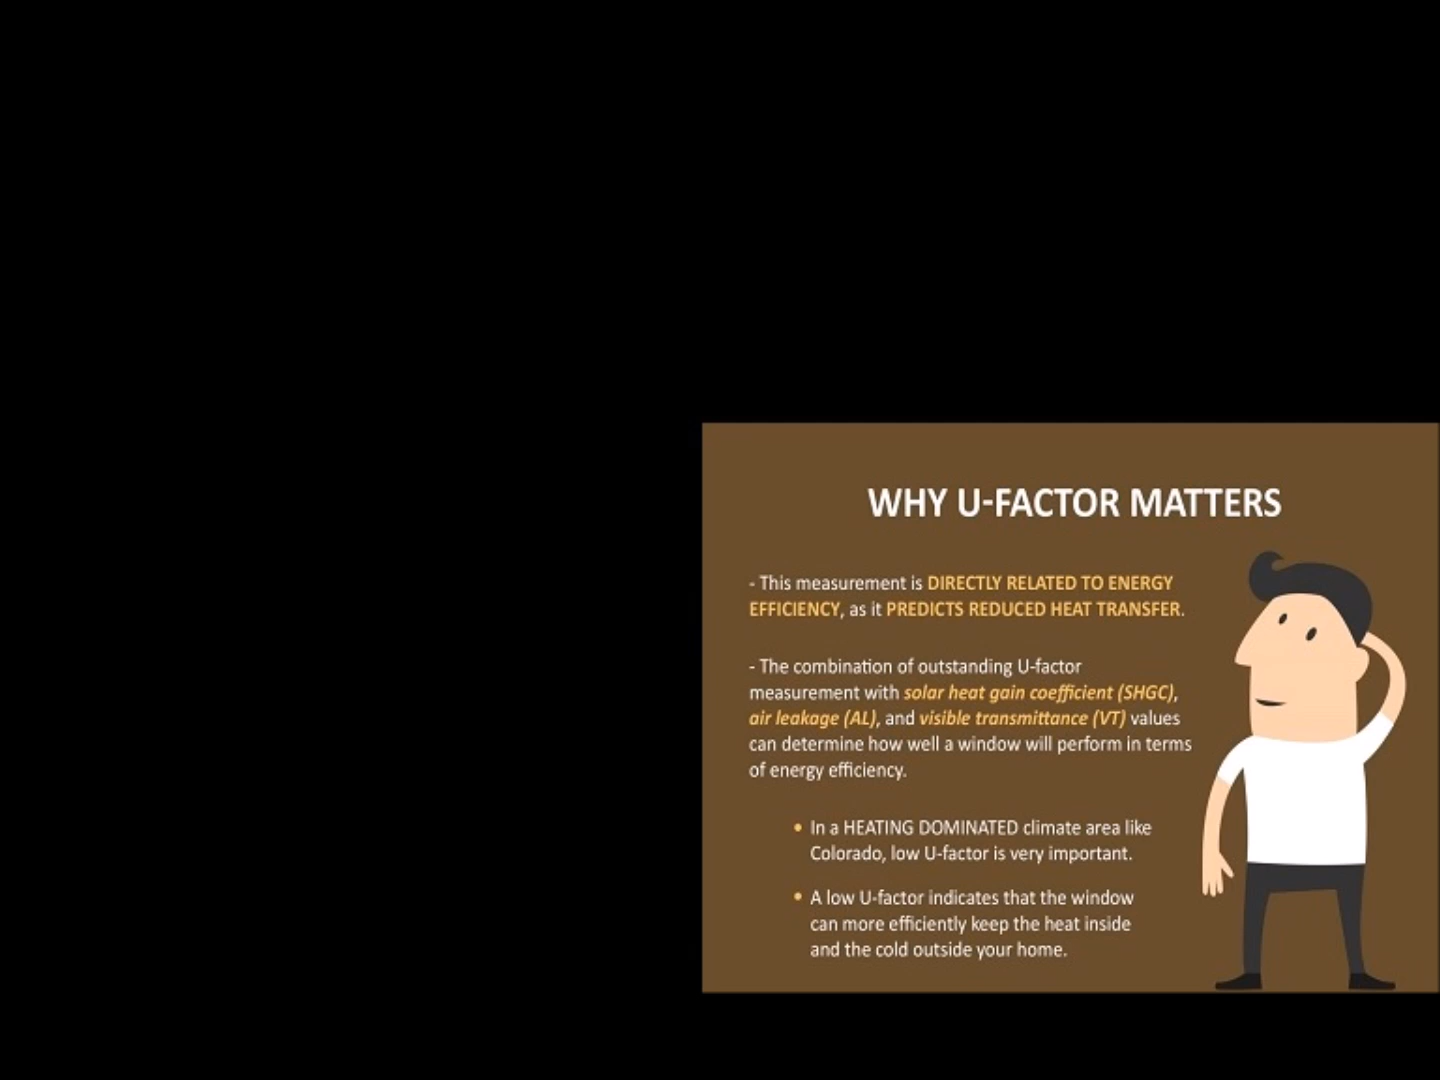 WHY U-FACTOR MATTERS
- This measurement is DIRECTLY RELATED TO ENERGY
EFFICIENCY, as it PREDICTS REDUCED HEAT TRANSFER.
- The combination of outstanding U-factor
measurement with solar heat gain coefficient (SHGC),
air leakage (AL), and visible transmittance (VT) values
can determine how well a window will perform in terms
of energy efficiency.
• In a HEATING DOMINATED climate area like
Colorado, low U-factor is very important.
• A low U-factor indicates that the window
can more efficiently keep the heat inside
and the cold outside your home.